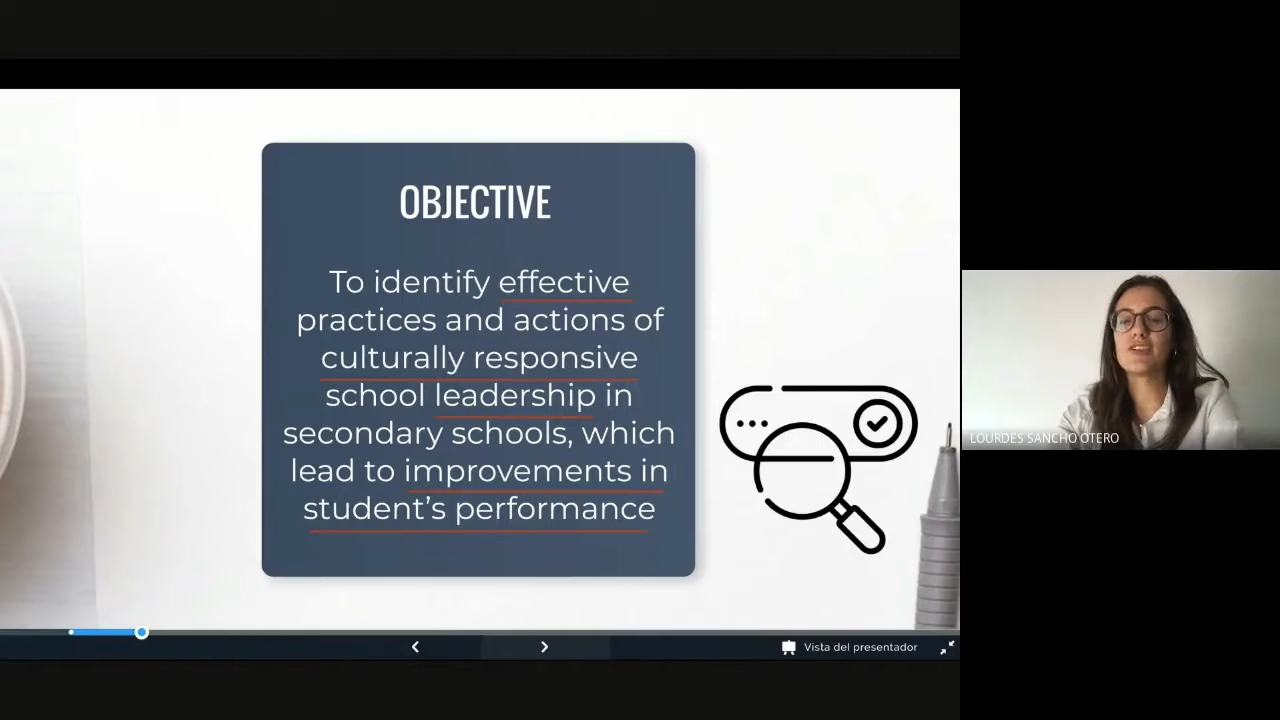 OBJECTIVE
To identify effective
practices and actions of
culturally responsive
school leadership in
secondary schools, which
lead to improvements in
student's performance
LOURDES SANCHO OTERO
Vista del presentador